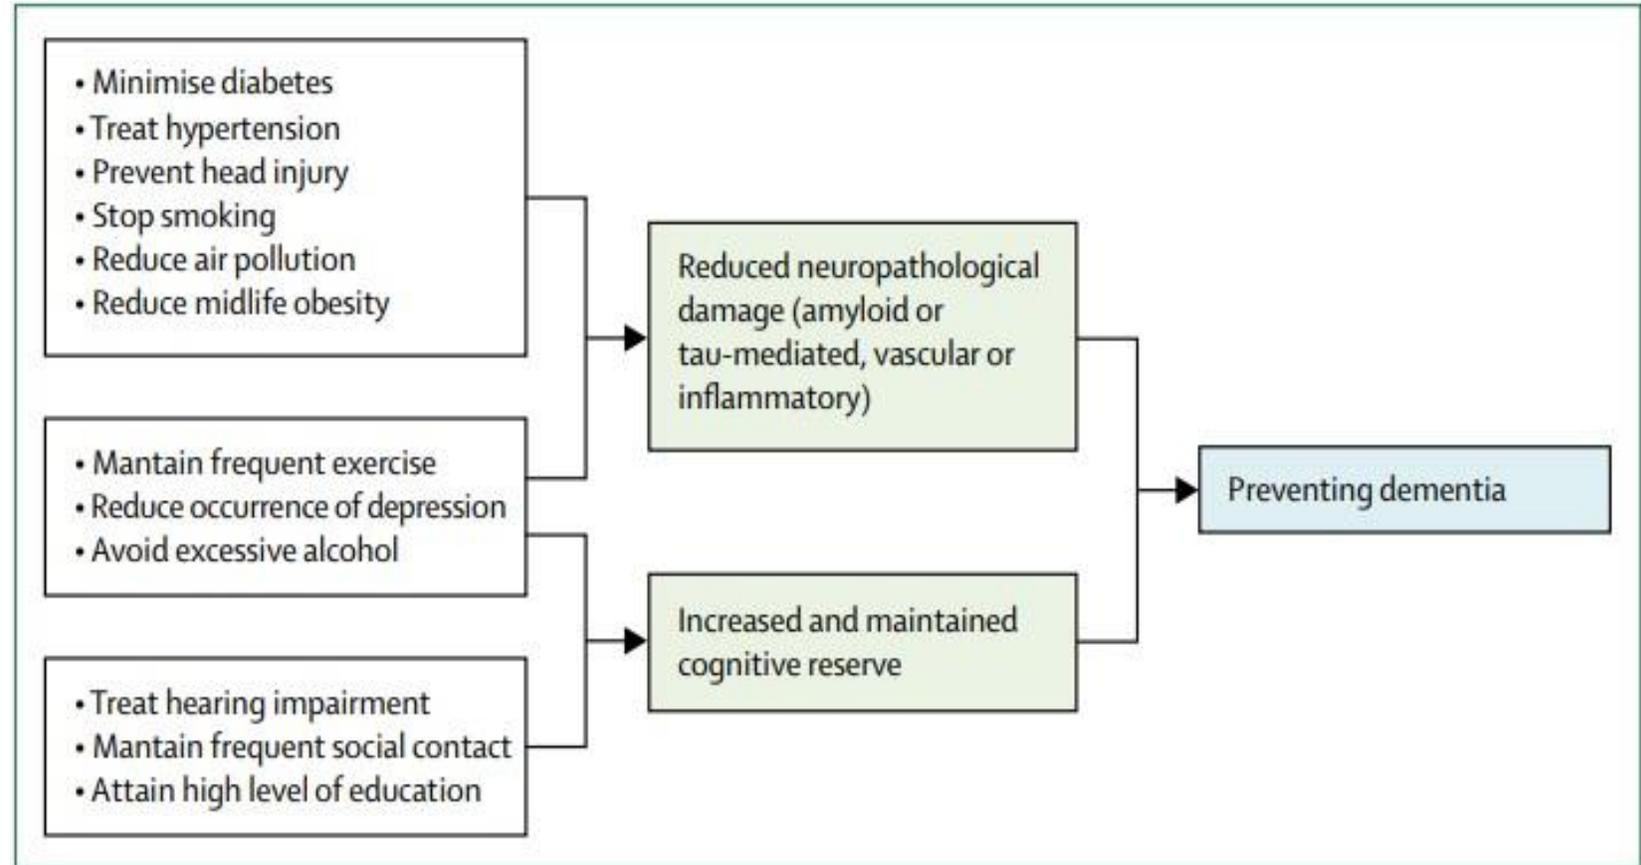 • Minimise diabetes
• Treat hypertension
• Prevent head injury
• Stop smoking
• Reduce air pollution
• Reduce midlife obesity
• Mantain frequent exercise
• Reduce occurrence of depression
• Avoid excessive alcohol
• Treat hearing impairment
• Mantain frequent social contact
• Attain high level of education
Reduced neuropathological
damage (amyloid or
tau-mediated, vascular or
inflammatory)
Increased and maintained
cognitive reserve
Preventing dementia